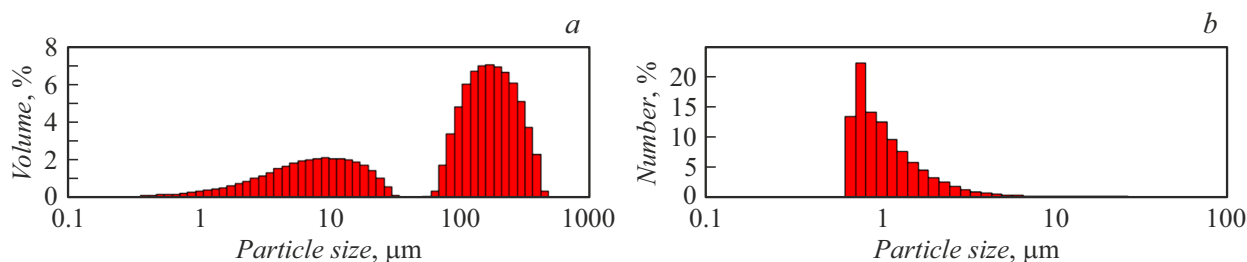 a
Volume, %
8
6
4
2
0
0.1 1 10 100 1000
Particle size, μm
b
Number, %
20
15
10
5
0
0.1 1 10 100
Particle size, μm